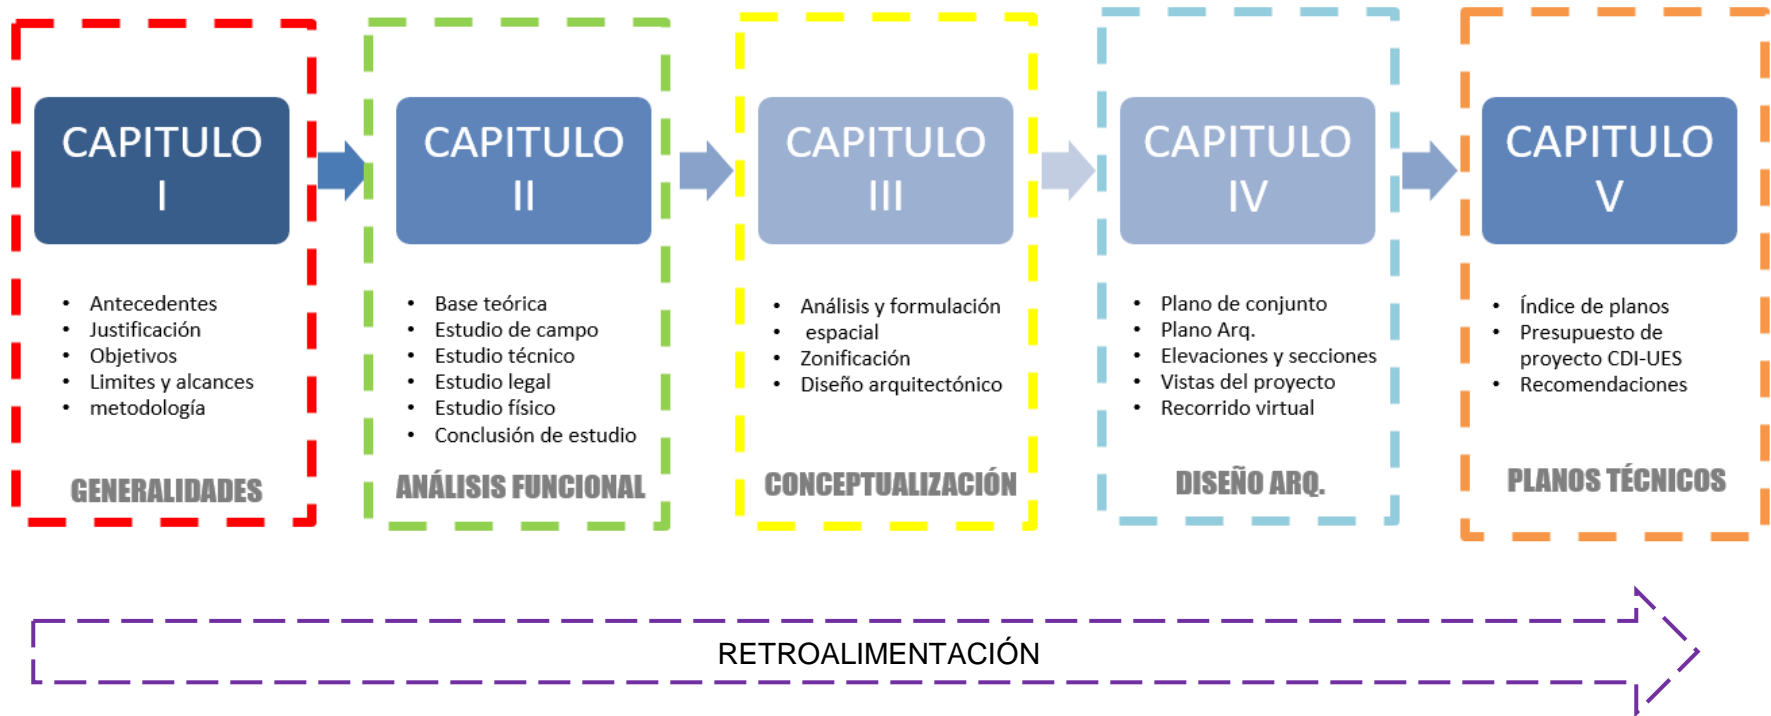 CAPITULO
I
• Antecedentes
• Justificación
• Objetivos
• Limites y alcances
• metodología
GENERALIDADES
CAPITULO
II
• Base teórica
• Estudio de campo
• Estudio técnico
• Estudio legal
• Estudio físico
• Conclusión de estudio
ANÁLISIS FUNCIONAL
CAPITULO
III
• Análisis y formulación
• espacial
• Zonificación
• Diseño arquitectónico
CONCEPTUALIZACIÓN
CAPITULO
IV
• Plano de conjunto
• Plano Arq.
• Elevaciones y secciones
• Vistas del proyecto
• Recorrido virtual
DISEÑO ARQ.
CAPITULO
V
• Índice de planos
• Presupuesto de
proyecto CDI-UES
• Recomendaciones
PLANOS TÉCNICOS
RETROALIMENTACIÓN